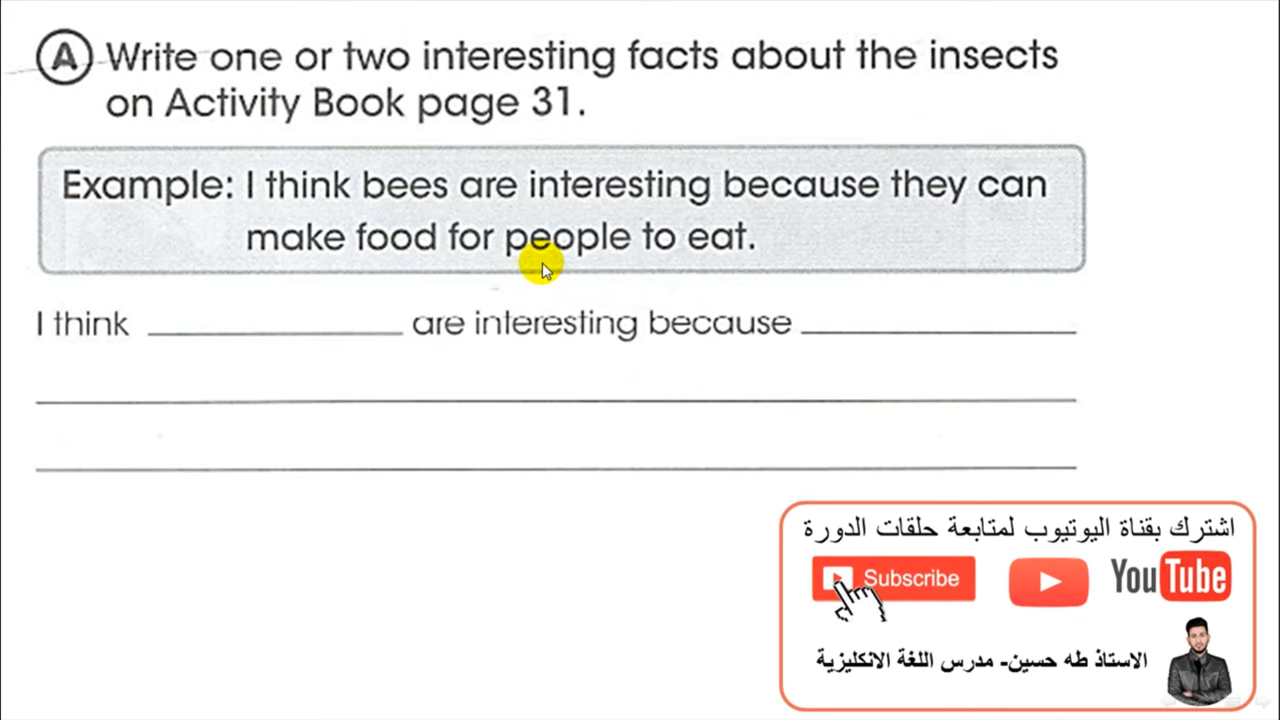 A Write one or two interesting facts about the insects
on Activity Book page 31.
Example: I think bees are interesting because they can
make food for people to eat.
I think ____________ are interesting because ____________
اشترك بقناة اليوتيوب لمتابعة حلقات الدورة
Subscribe
YouTube
الاستاذ طه حسين- مدرس اللغة الانكليزية